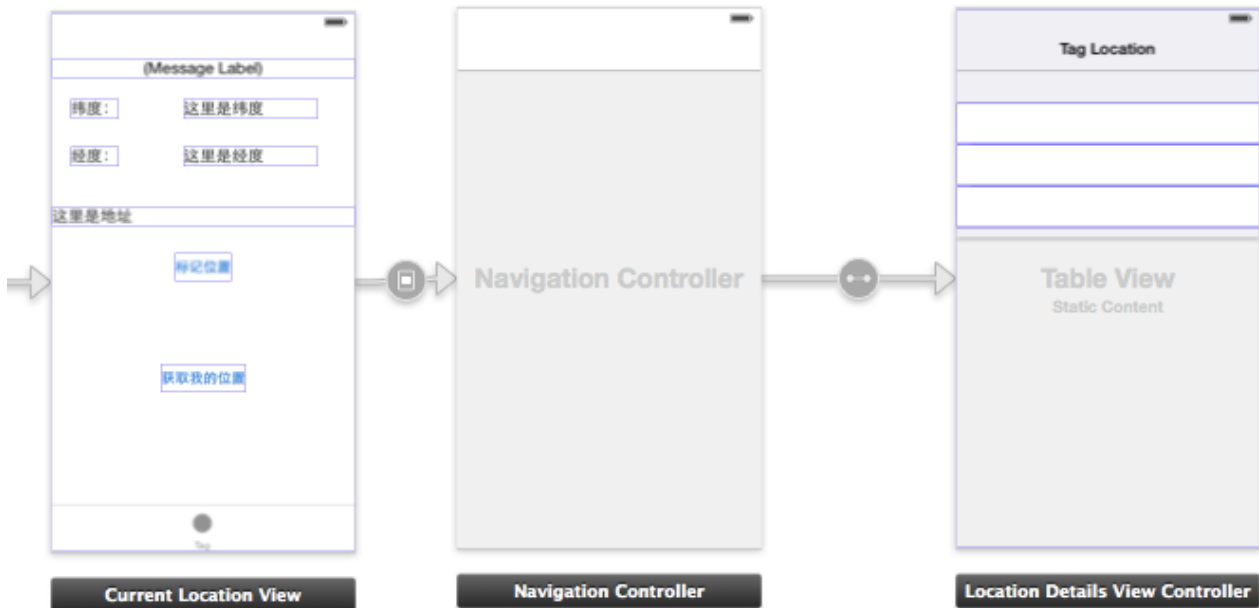 (Message Label)
纬度：
这里是纬度
经度：
这里是经度
这里是地址
标记位置
获取我的位置
Tag
Current Location View
Navigation Controller
Navigation Controller
Tag Location
Table View
Static Content
Location Details View Controller